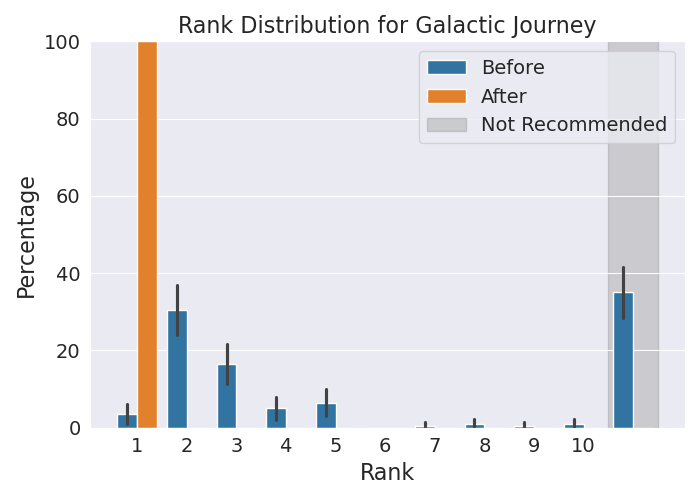 Rank Distribution for Galactic Journey
100
80
60
40
20
0
Percentage
Before
After
Not Recommended
1 2 3 4 5 6 7 8 9 10
Rank